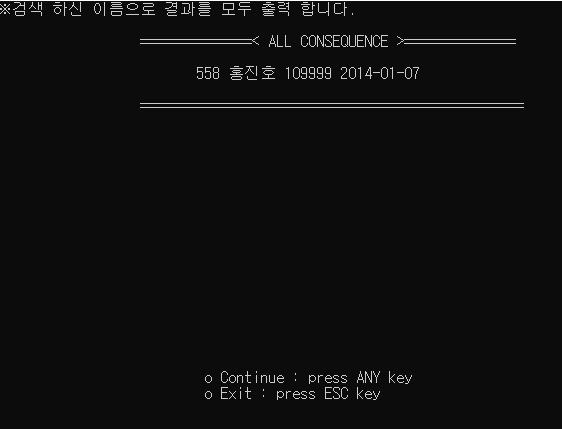 ※검색 하신 이름으로 결과를 모두 출력 합니다.
═══════< ALL CONSEQUENCE >═══════
558 홍진호 109999 2014-01-07
════════════════════════
o Continue : press ANY key
o Exit : press ESC key